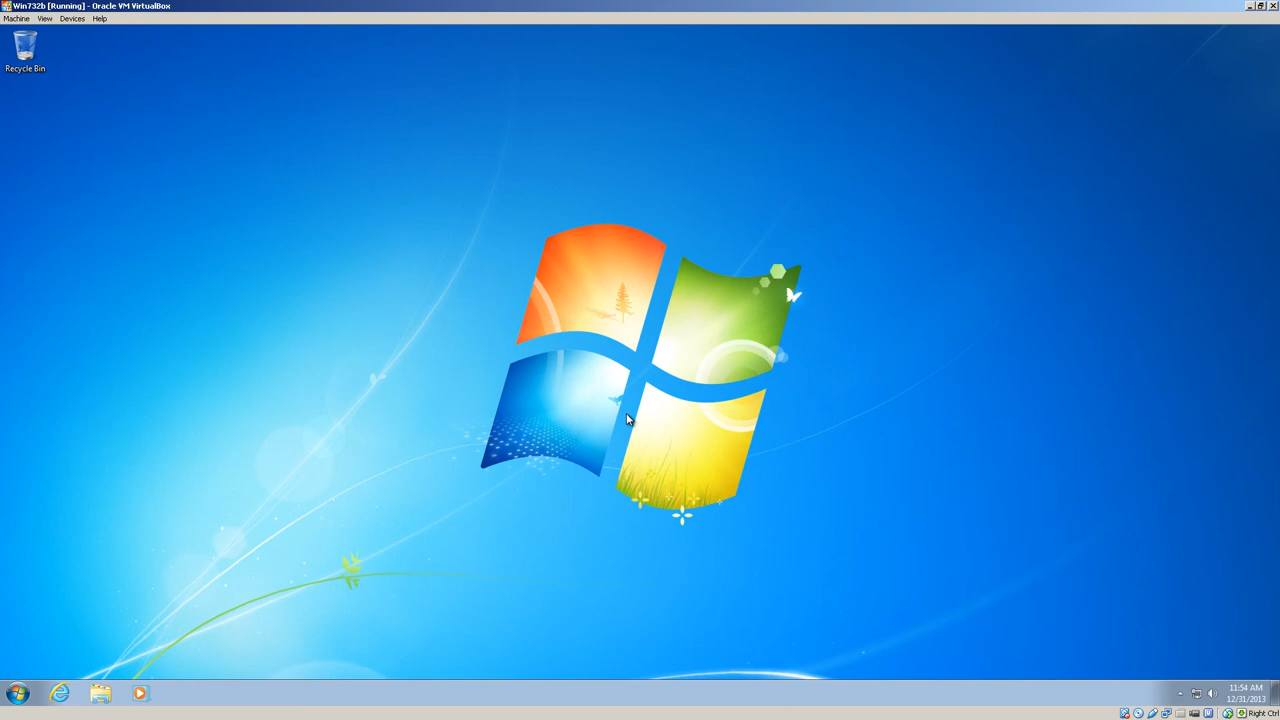 Win732b [Running] - Oracle VM VirtualBox
Machine View Devices Help
Recycle Bin
11:54 AM
12/31/2013
Right Ctrl